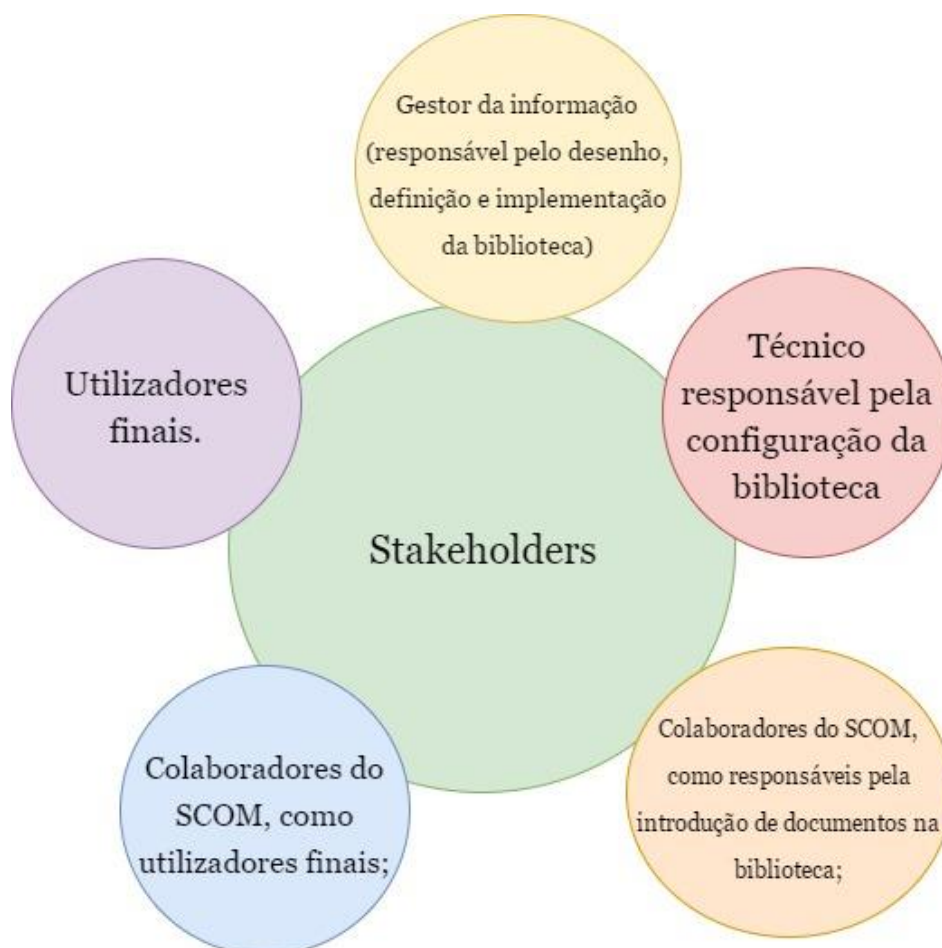 Gestor da informação
(responsável pelo desenho,
definição e implementação
da biblioteca)
Utilizadores
finais.
Técnico
responsável pela
configuração da
biblioteca
Stakeholders
Colaboradores do
SCOM, como
utilizadores finais;
Colaboradores do SCOM,
como responsáveis pela
introdução de documentos na
biblioteca;